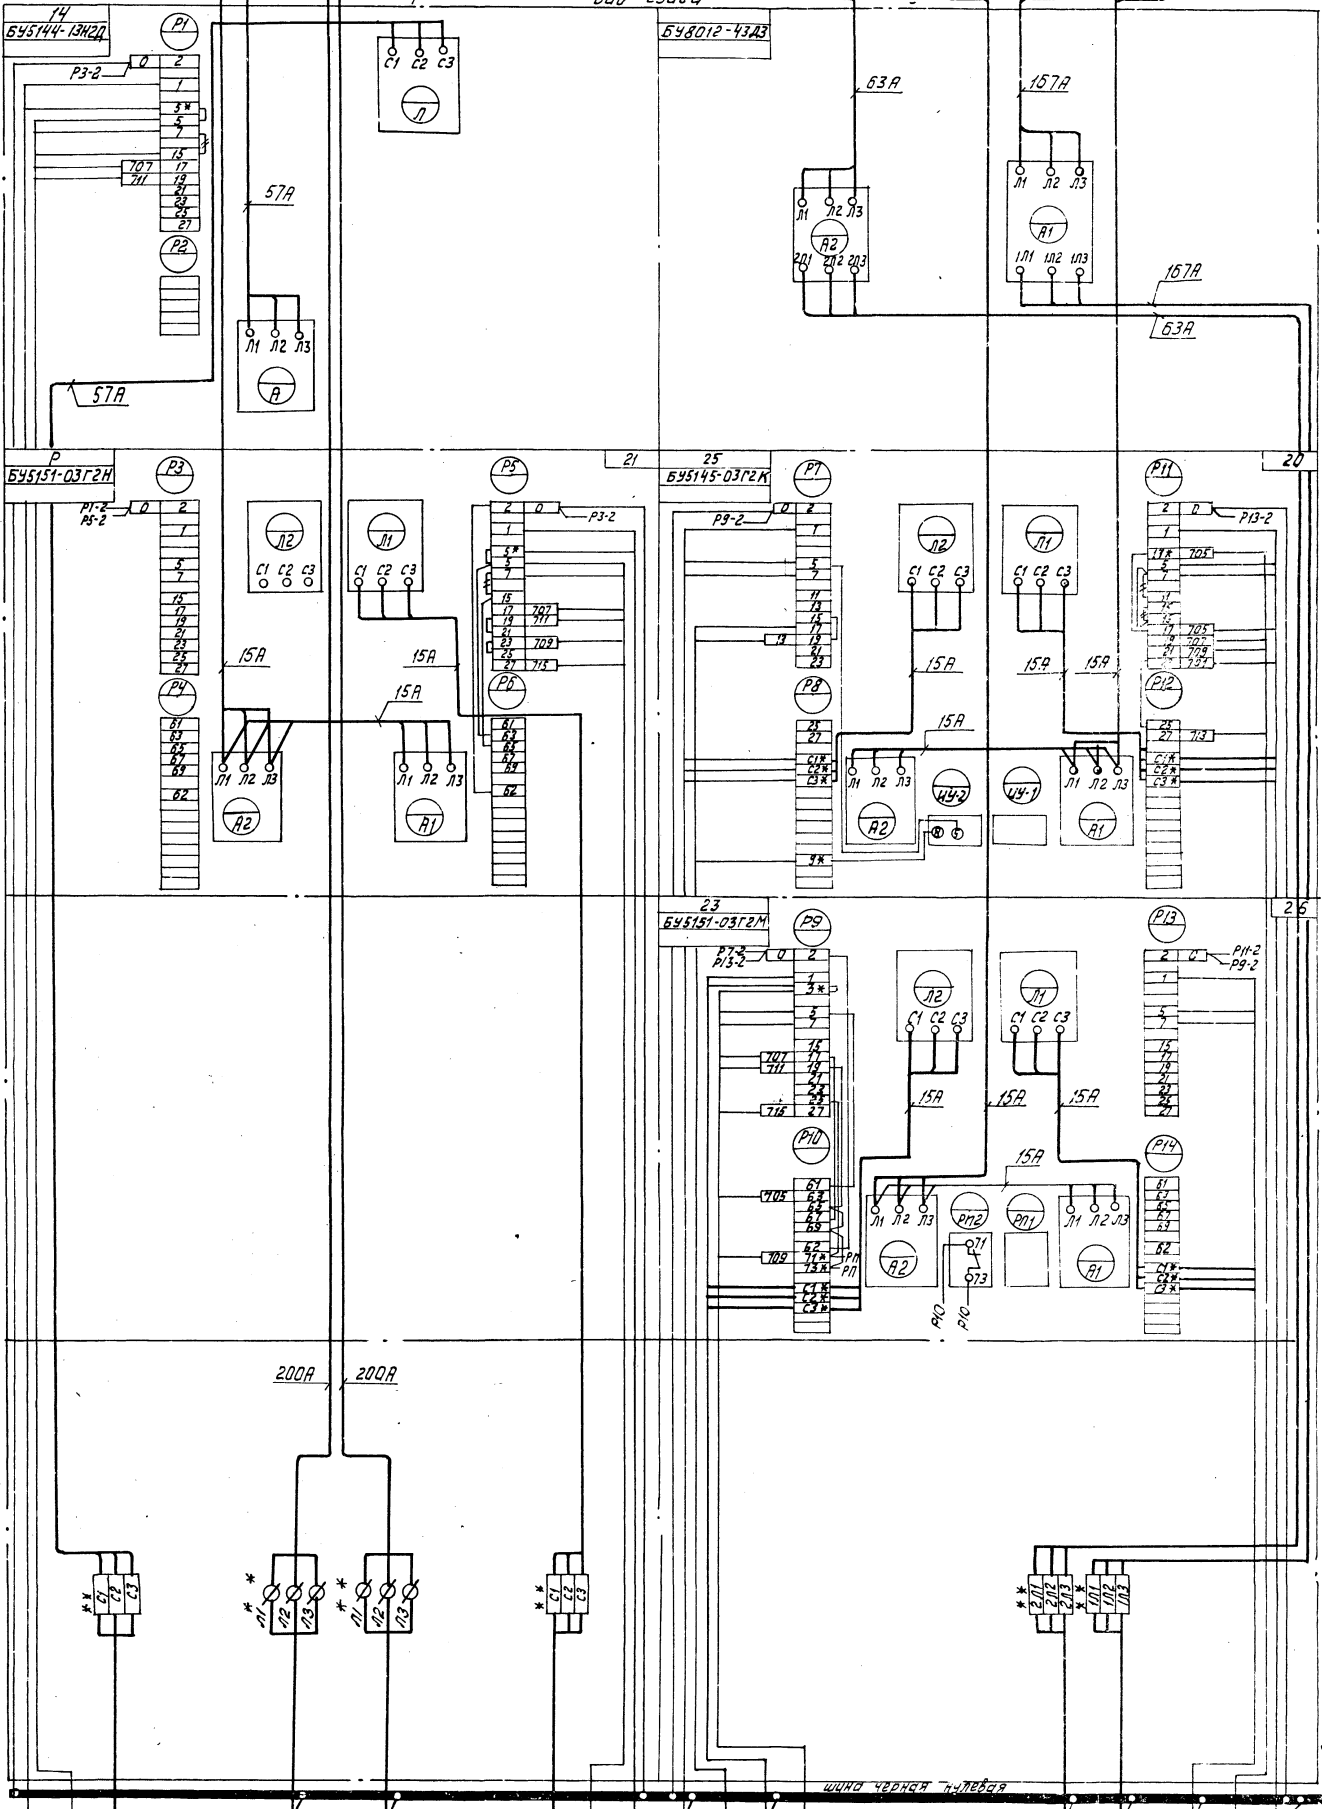 14
БУ5144-13Н2Д
Р1
Р3-2
0
2
1
5*
5
7
15
707 17
711 19
21
23
25
27
Р2
С1 С2 С3
Л
57А
Л1 Л2 Л3
А
57А
БУ8012-43Д3
63А
167А
Л1 Л2 Л3
А2
2Л1 2Л2 2Л3
Л1 Л2 Л3
А1
1Л1 1Л2 1Л3
167А
63А
Р
БУ5151-03Г2Н
Р3
Р1-2
Р5-2
0 2
1
5
7
15
17
19
21
23
25
27
Р4
61
63
65
67
69
62
Л2
С1 С2 С3
Л1
С1 С2 С3
15А
15А
15А
Л1 Л2 Л3
А2
Л1 Л2 Л3
А1
21
Р5
2 0
Р3-2
1
5*
5
7
15
17 707
19 711
21
23 709
25
27 715
Р6
61
63
65
67
69
62
25
БУ5145-03Г2К
Р7
Р9-2
0 2
1
5
7
11
13
15
17
13 19
21
23
Р8
25
27
С1*
С2*
С3*
9*
Л2
С1 С2 С3
Л1
С1 С2 С3
15А
15А
15А
15А
Л1 Л2 Л3
А2
ИУ-2
ИУ-1
Л1 Л2 Л3
А1
20
Р11
2 0
Р13-2
1
705
5
7
17 705
709
Р12
25
27 713
С1*
С2*
С3*
23
БУ5151-03Г2М
Р9
Р7-2
Р13-2
0 2
1
3*
5
7
15
707 17
711 19
21
23
25
715 27
Р10
61
705 63
65
67
69
62
709 71*
73*
РП
РП
С1*
С2*
С3*
Л2
С1 С2 С3
Л1
С1 С2 С3
15А
15А
15А
15А
Л1 Л2 Л3
А2
РП2
РП1
71
73
Р10
Р10
Л1 Л2 Л3
А1
26
Р13
2 0
Р11-2
Р9-2
1
5
7
15
17
19
21
23
25
27
Р14
61
63
65
67
69
62
С1*
С2*
С3*
200А
200А
** С1 С2 С3
** Л1 Л2 Л3
** Л1 Л2 Л3
** С1 С2 С3
** 2Л1 2Л2 2Л3
** 1Л1 1Л2 1Л3
шина черная нулевая